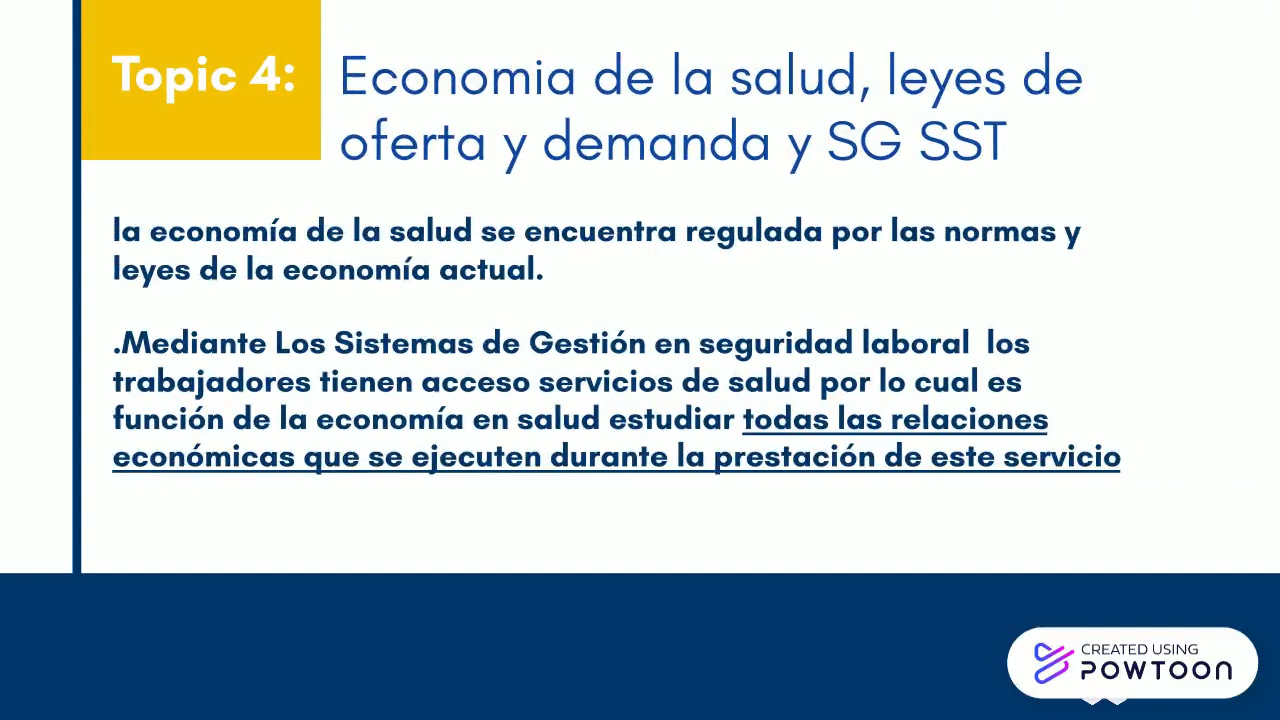 Topic 4:
Economia de la salud, leyes de
oferta y demanda y SG SST
la economía de la salud se encuentra regulada por las normas y
leyes de la economía actual.
.Mediante Los Sistemas de Gestión en seguridad laboral  los
trabajadores tienen acceso servicios de salud por lo cual es
función de la economía en salud estudiar todas las relaciones
económicas que se ejecuten durante la prestación de este servicio
CREATED USING
POWTOON